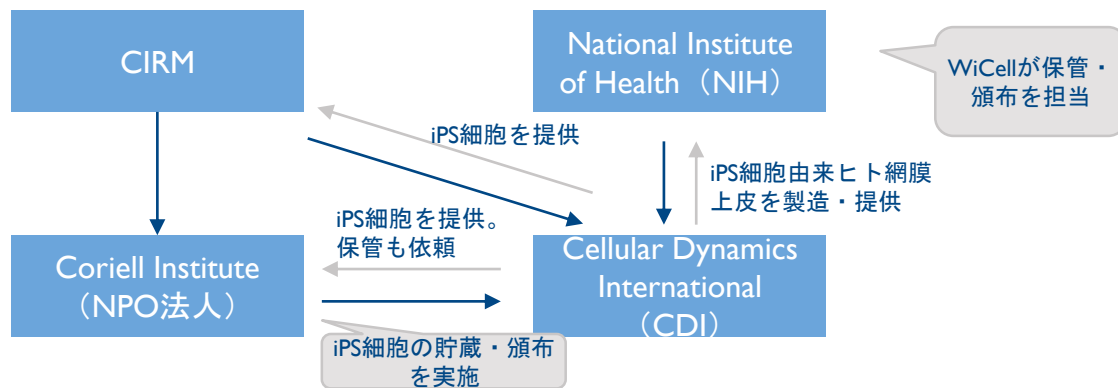 CIRM
National Institute
of Health（NIH）
WiCellが保管・
頒布を担当
iPS細胞を提供
iPS細胞由来ヒト網膜
上皮を製造・提供
iPS細胞を提供。
保管も依頼
Coriell Institute
（NPO法人）
Cellular Dynamics
International
（CDI）
iPS細胞の貯蔵・頒布
を実施